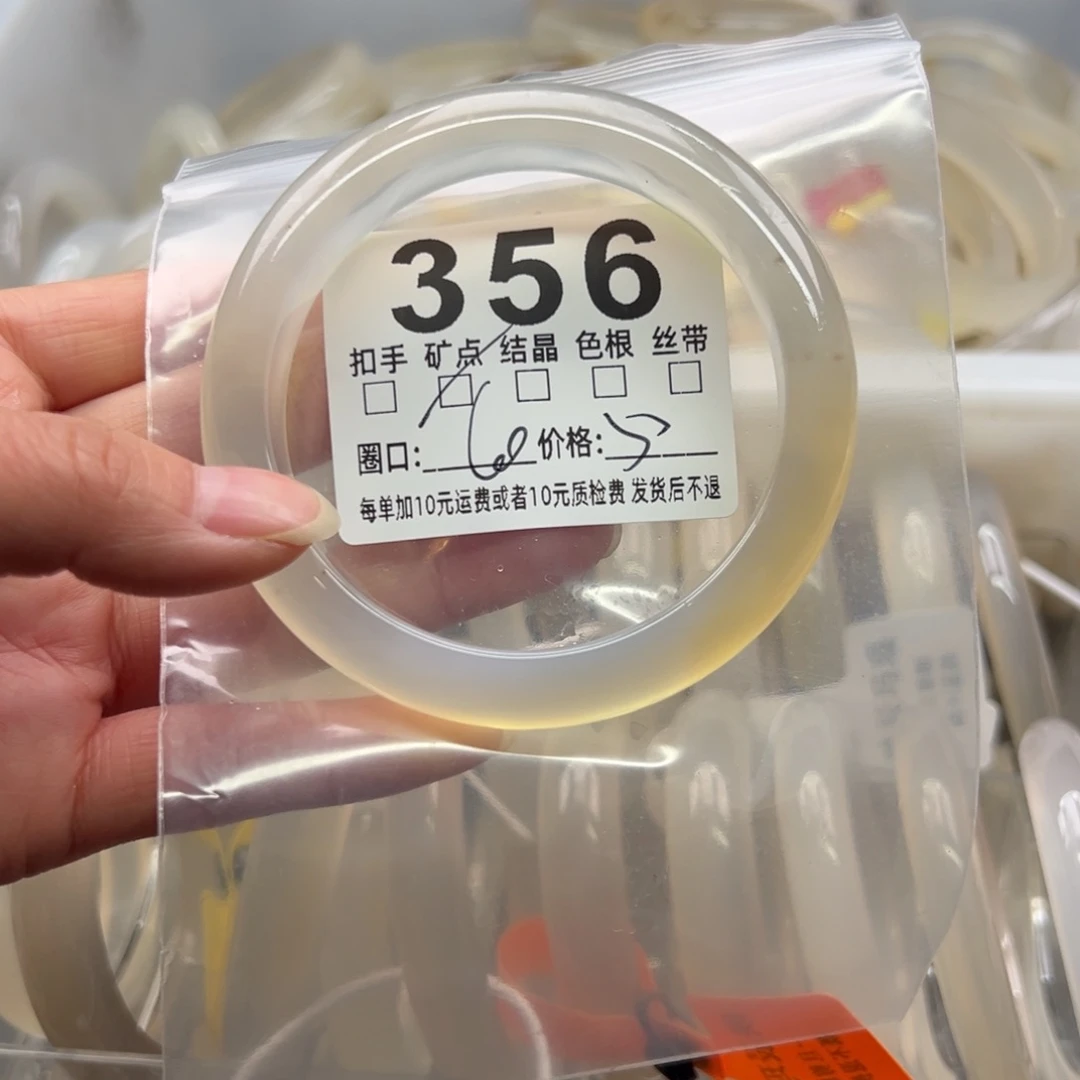 356
扣手 矿点 结晶 色根 丝带
圈口: 60 价格:
每单加10元运费或者10元质检费 发货后不退